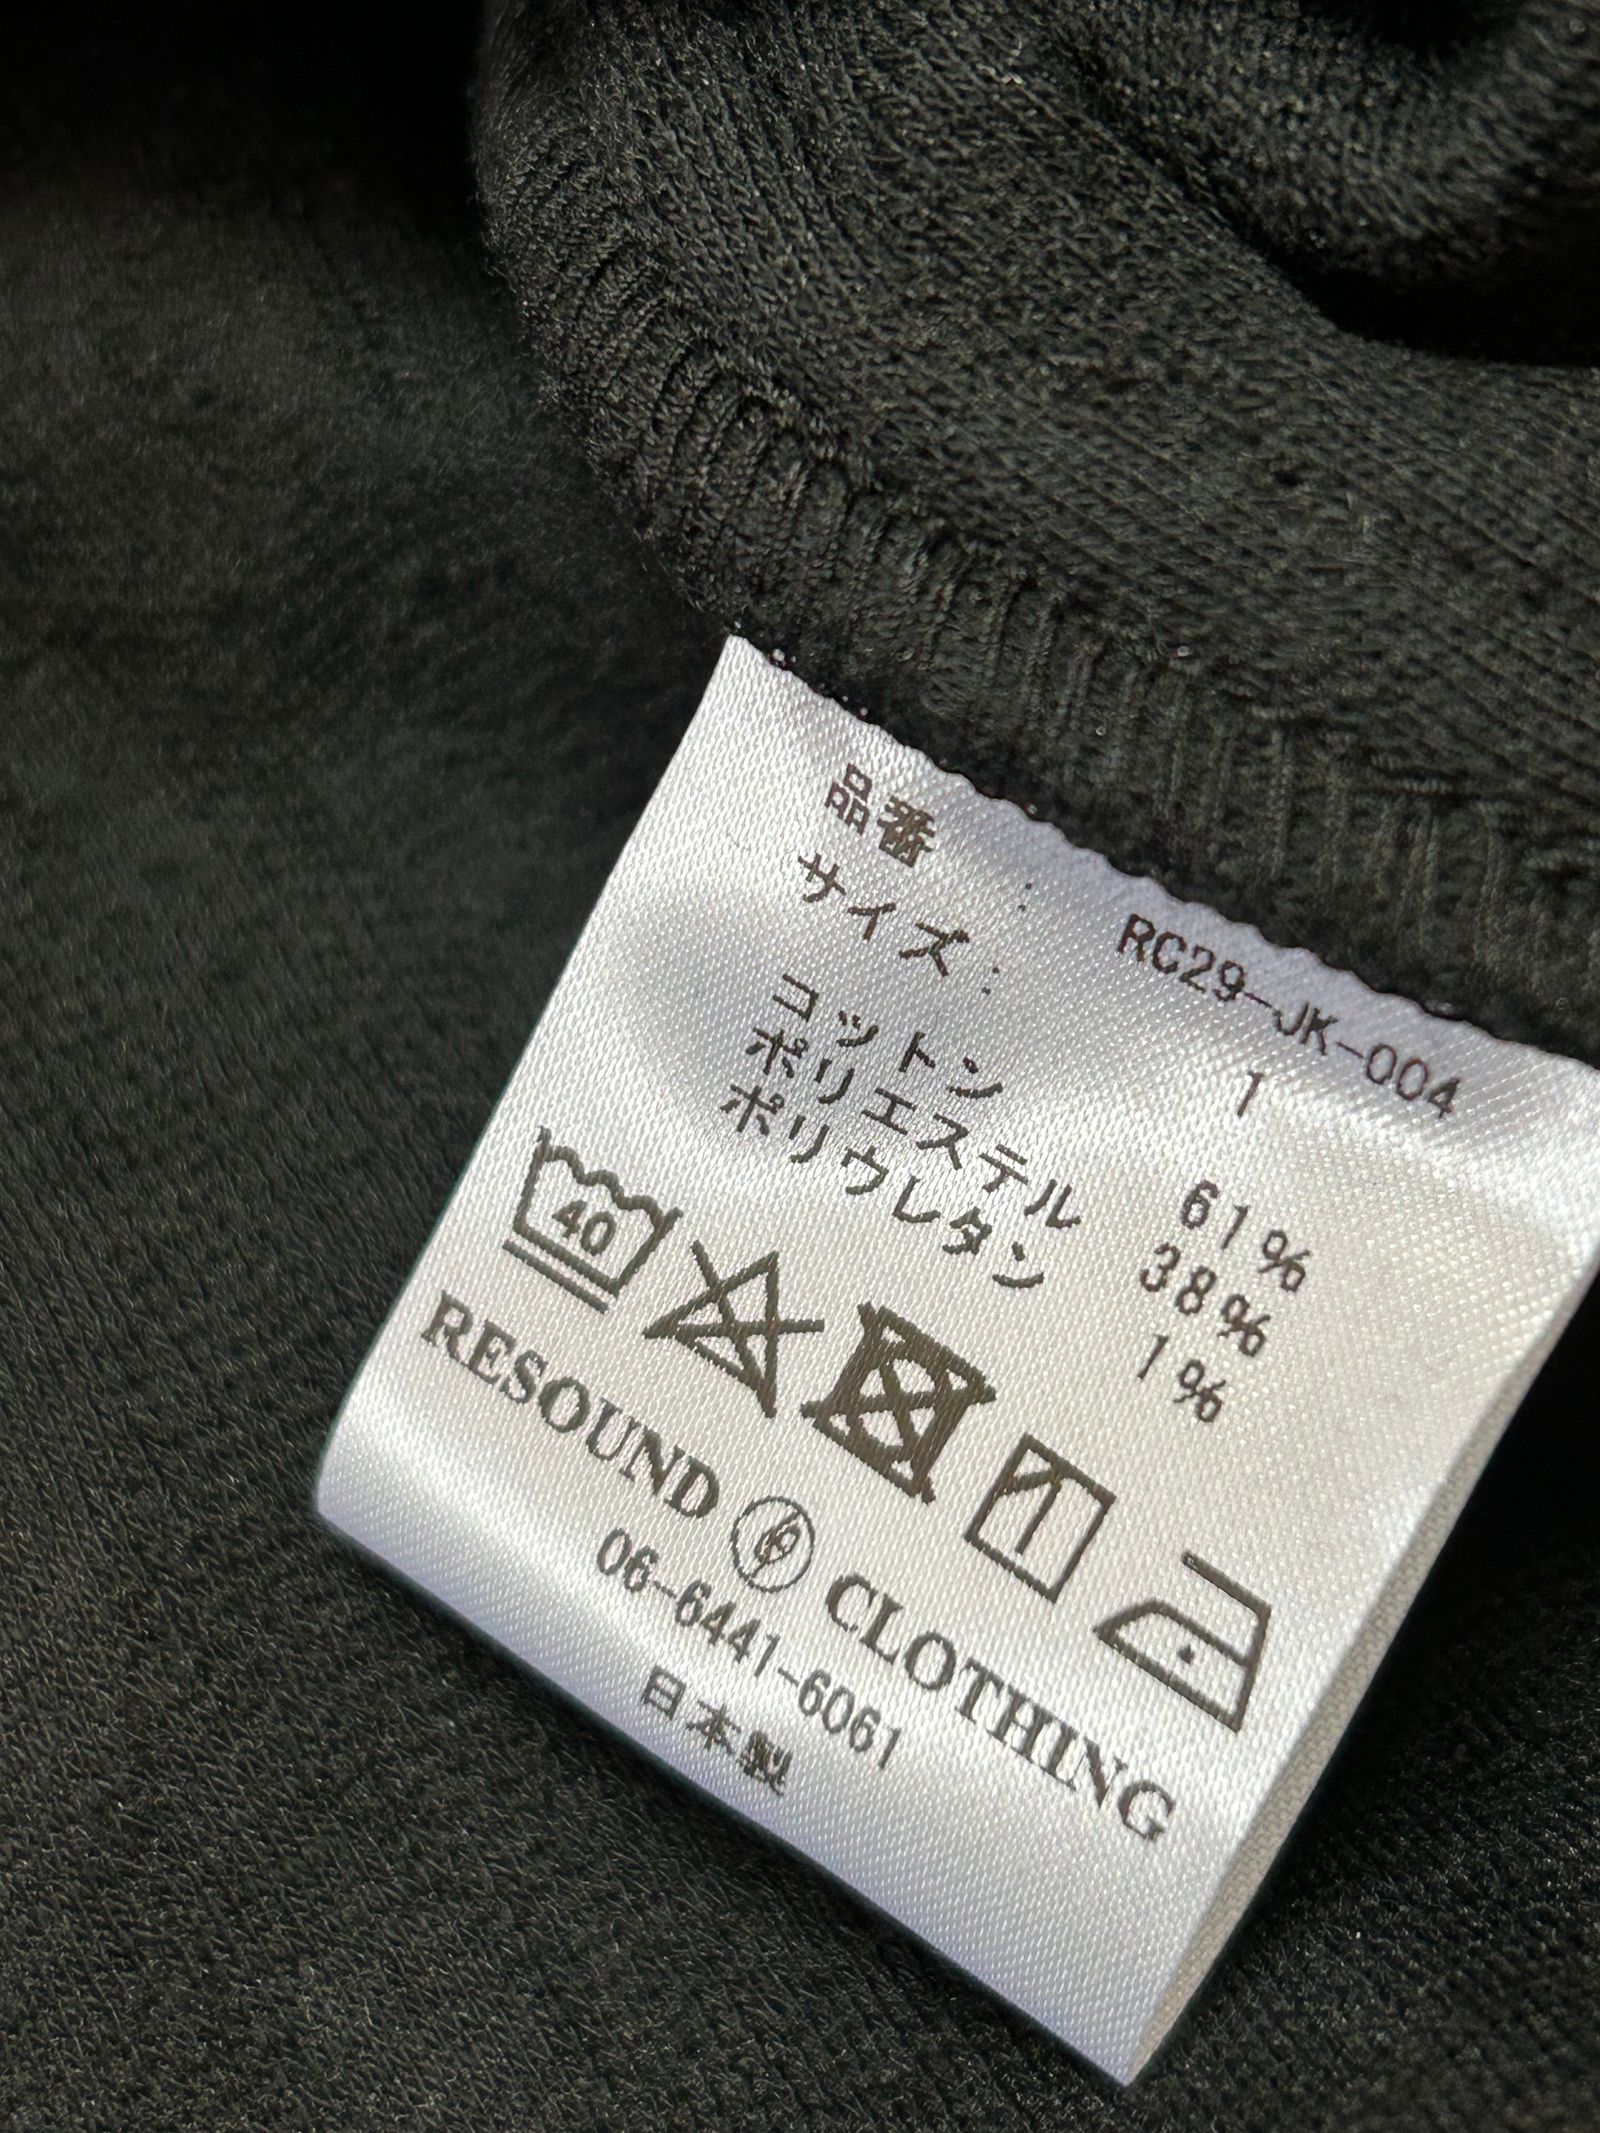 品番 : RC29-JK-004
サイズ : 1
コットン 61%
ポリエステル 38%
ポリウレタン 1%
40
RESOUND CLOTHING
06-6441-6061
日本製